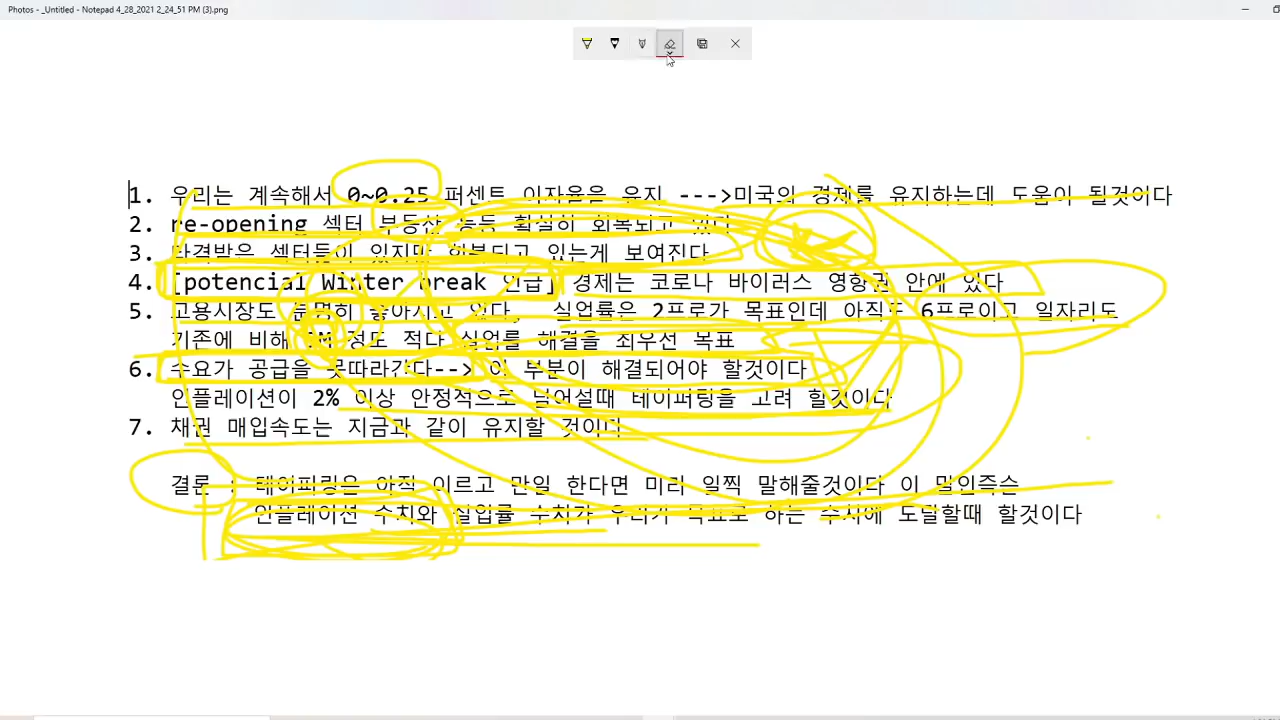 Photos - _Untitled - Notepad 4_28_2021 2_24_51 PM (3).png
1. 우리는 계속해서 0~0.25 퍼센트 이자율을 유지 --->미국의 경제를 유지하는데 도움이 될것이다
2. re-opening 섹터 부동산 등등 확실히 회복되고 있다
3. 타격받은 섹터들이 있지만 회복되고 있는게 보여진다
4. [potencial Winter break 언급] 경제는 코로나 바이러스 영향권 안에 있다
5. 고용시장도 분명히 좋아지고 있다, 실업률은 2프로가 목표인데 아직도 6프로이고 일자리도
기존에 비해 정도 적다 실업률 해결을 최우선 목표
6. 수요가 공급을 못따라간다--> 이 부분이 해결되어야 할것이다
인플레이션이 2% 이상 안정적으로 넘어설때 테이퍼링을 고려 할것이다
7. 채권 매입속도는 지금과 같이 유지할 것이다
결론 : 테이퍼링은 아직 이르고 만일 한다면 미리 일찍 말해줄것이다 이 말인즉슨
인플레이션 수치와 실업률 수치가 우리가 목표로 하는 수치에 도달할때 할것이다